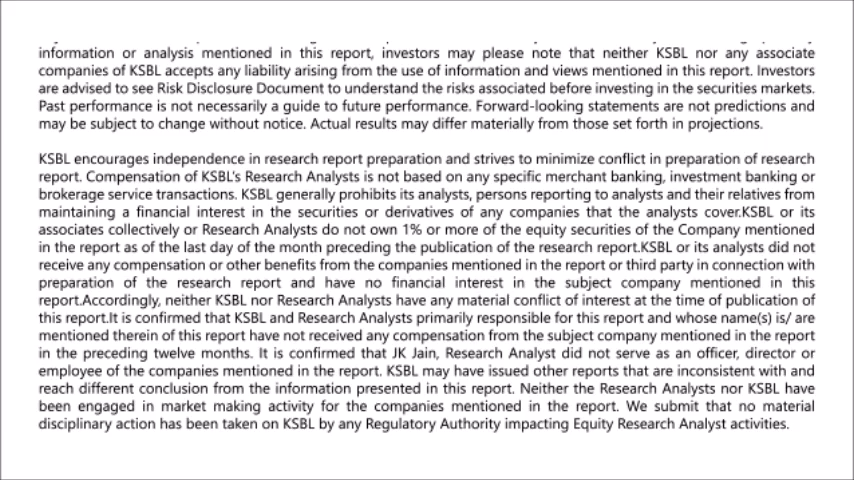 information or analysis mentioned in this report, investors may please note that neither KSBL nor any associate
companies of KSBL accepts any liability arising from the use of information and views mentioned in this report. Investors
are advised to see Risk Disclosure Document to understand the risks associated before investing in the securities markets.
Past performance is not necessarily a guide to future performance. Forward-looking statements are not predictions and
may be subject to change without notice. Actual results may differ materially from those set forth in projections.
KSBL encourages independence in research report preparation and strives to minimize conflict in preparation of research
report. Compensation of KSBL's Research Analysts is not based on any specific merchant banking, investment banking or
brokerage service transactions. KSBL generally prohibits its analysts, persons reporting to analysts and their relatives from
maintaining a financial interest in the securities or derivatives of any companies that the analysts cover.KSBL or its
associates collectively or Research Analysts do not own 1% or more of the equity securities of the Company mentioned
in the report as of the last day of the month preceding the publication of the research report.KSBL or its analysts did not
receive any compensation or other benefits from the companies mentioned in the report or third party in connection with
preparation of the research report and have no financial interest in the subject company mentioned in this
report.Accordingly, neither KSBL nor Research Analysts have any material conflict of interest at the time of publication of
this report.It is confirmed that KSBL and Research Analysts primarily responsible for this report and whose name(s) is/ are
mentioned therein of this report have not received any compensation from the subject company mentioned in the report
in the preceding twelve months. It is confirmed that JK Jain, Research Analyst did not serve as an officer, director or
employee of the companies mentioned in the report. KSBL may have issued other reports that are inconsistent with and
reach different conclusion from the information presented in this report. Neither the Research Analysts nor KSBL have
been engaged in market making activity for the companies mentioned in the report. We submit that no material
disciplinary action has been taken on KSBL by any Regulatory Authority impacting Equity Research Analyst activities.